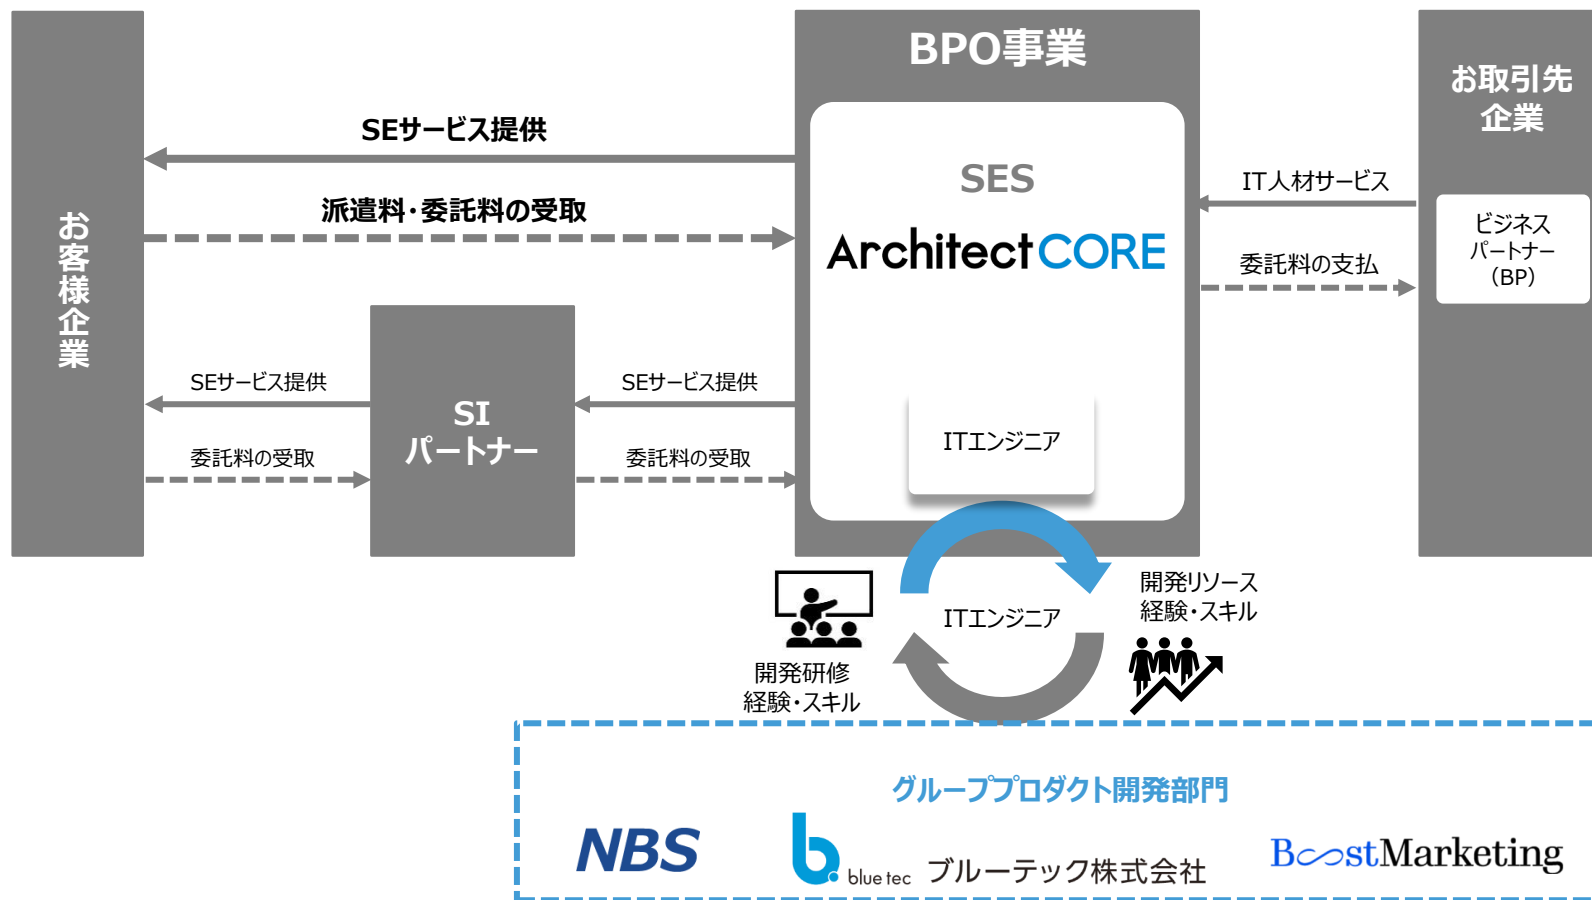 BPO事業
お取引先
企業
SEサービス提供
SES
IT人材サービス
派遣料・委託料の受取
ArchitectCORE
ビジネス
パートナー
（BP）
委託料の支払
お客様企業
SEサービス提供
SEサービス提供
SI
パートナー
ITエンジニア
委託料の受取
委託料の受取
開発リソース
経験・スキル
ITエンジニア
開発研修
経験・スキル
グループプロダクト開発部門
NBS
blue tec ブルーテック株式会社
BoostMarketing